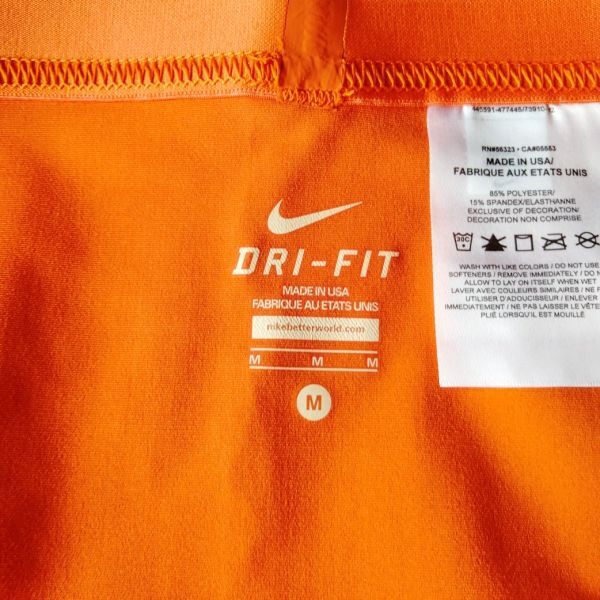 DRI-FIT
MADE IN USA
FABRIQUE AU ETATS UNIS
nikebetterworld.com
M M M
M
RN#56323 • CA#05553
MADE IN USA/
FABRIQUE AUX ETATS UNIS
85% POLYESTER/
15% SPANDEX/ELASTHANNE
EXCLUSIVE OF DECORATION/
DECORATION NON COMPRISE
30C
WASH WITH LIKE COLORS / DO NOT USE
SOFTENERS / REMOVE IMMEDIATELY / DO
ALLOW TO LAY ON ITSELF WHEN WET
LAVER AVEC COULEURS SIMILAIRES / NE
UTILISER D'ADOUCISSEUR / ENLEVER
IMMEDIATEMENT / NE PAS LAISSER LE VÊTE
PLIÉ LORSQU'IL EST MOUILLÉ